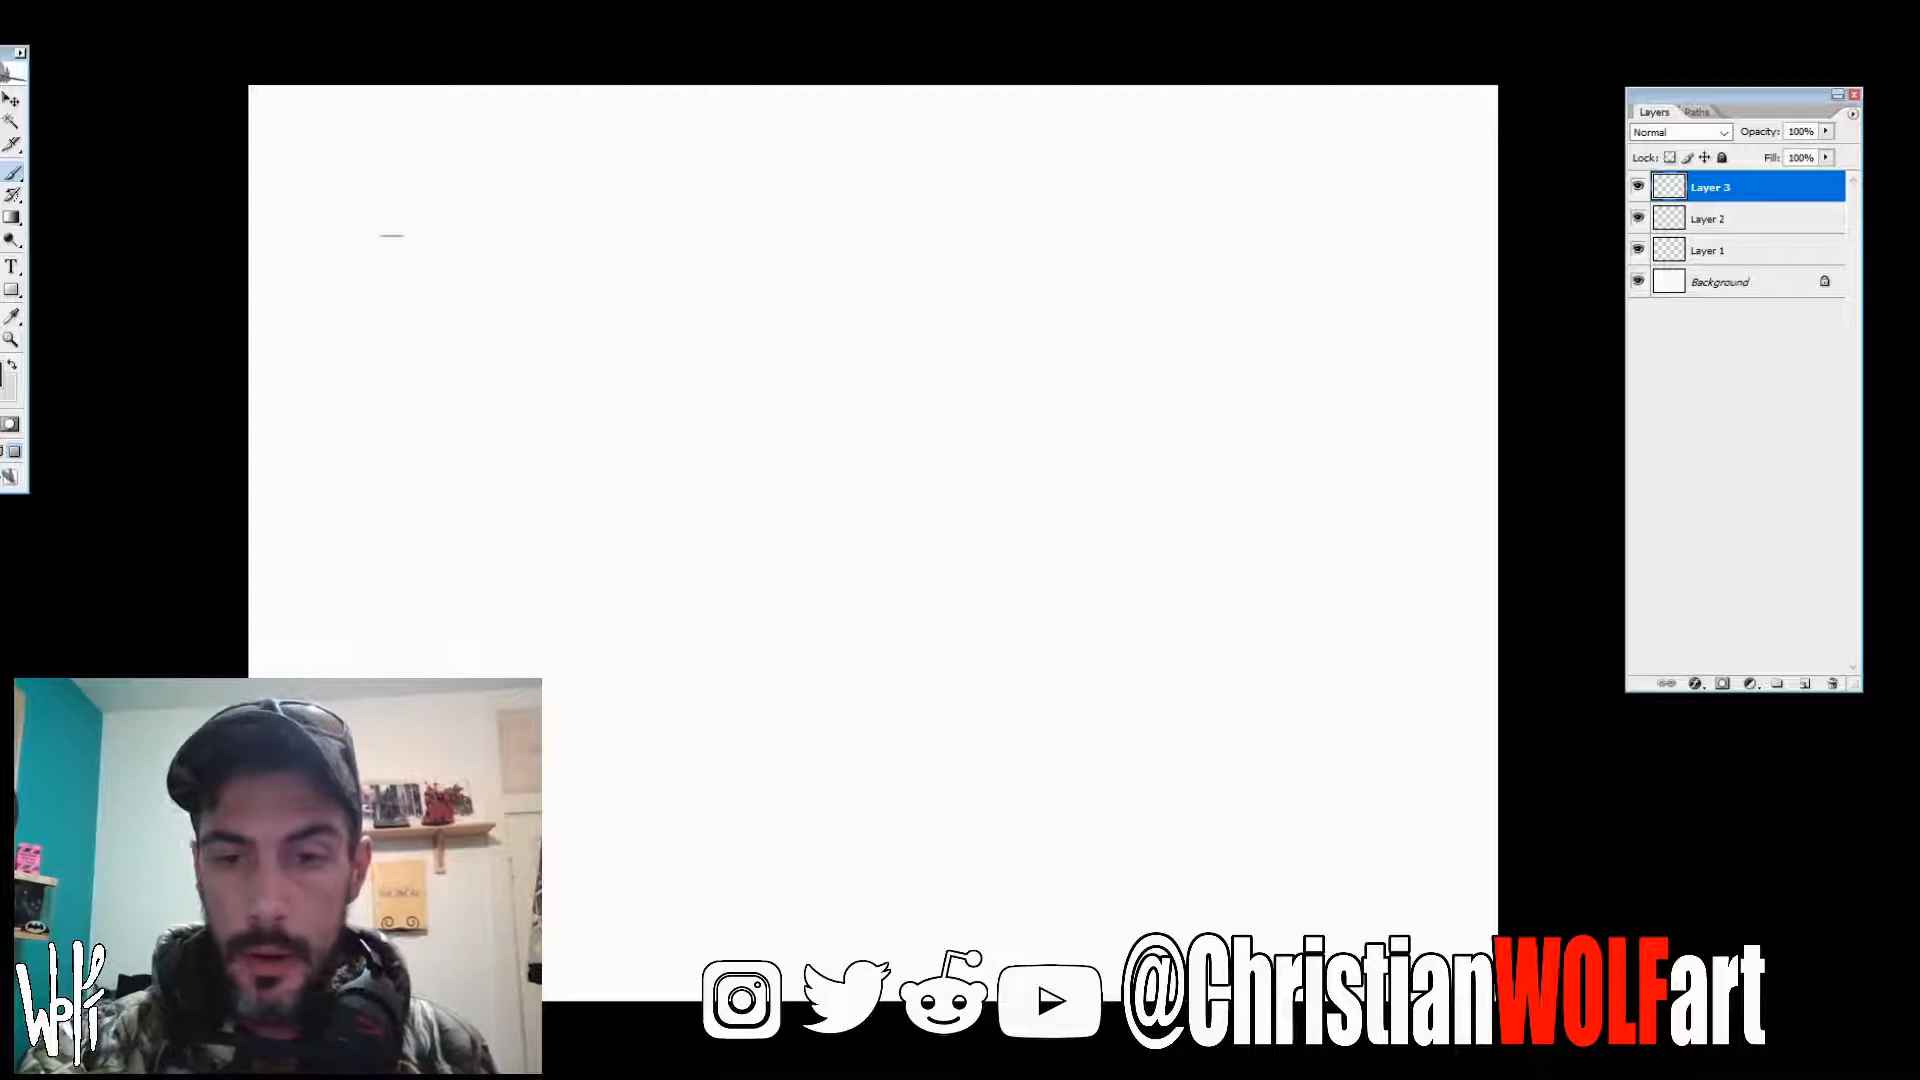 Layers Paths
Normal Opacity: 100%
Lock: Fill: 100%
Layer 3
Layer 2
Layer 1
Background
T
@ChristianWOLFart